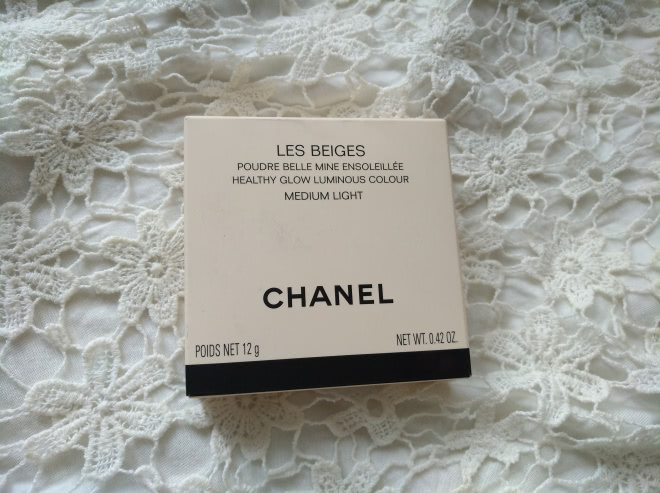 LES BEIGES
POUDRE BELLE MINE ENSOLEILLÉE
HEALTHY GLOW LUMINOUS COLOUR
MEDIUM LIGHT
CHANEL
POIDS NET 12 g NET WT. 0.42 OZ.